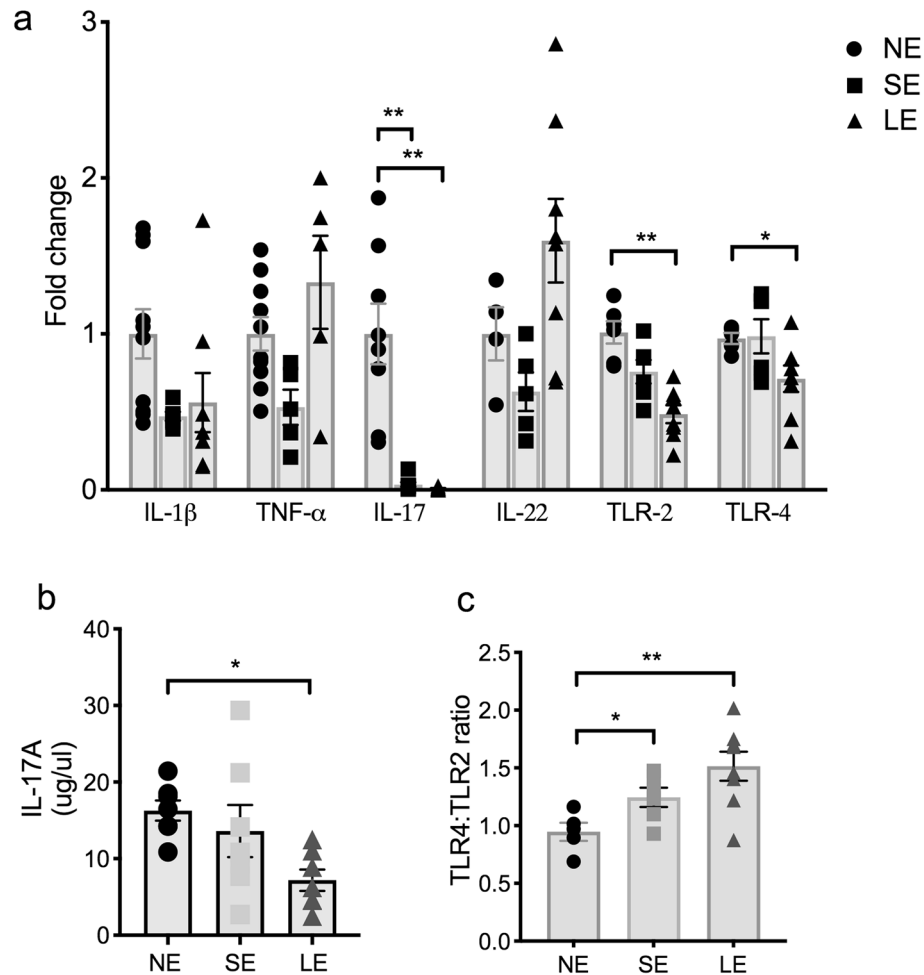 a
3
2
1
0
Fold change
**
**
**
*
NE
SE
LE
IL-1β
TNF-α
IL-17
IL-22
TLR-2
TLR-4
b
40
30
20
10
0
IL-17A
(ug/ul)
*
NE
SE
LE
c
2.5
2.0
1.5
1.0
0.5
0.0
TLR4:TLR2 ratio
**
*
NE
SE
LE